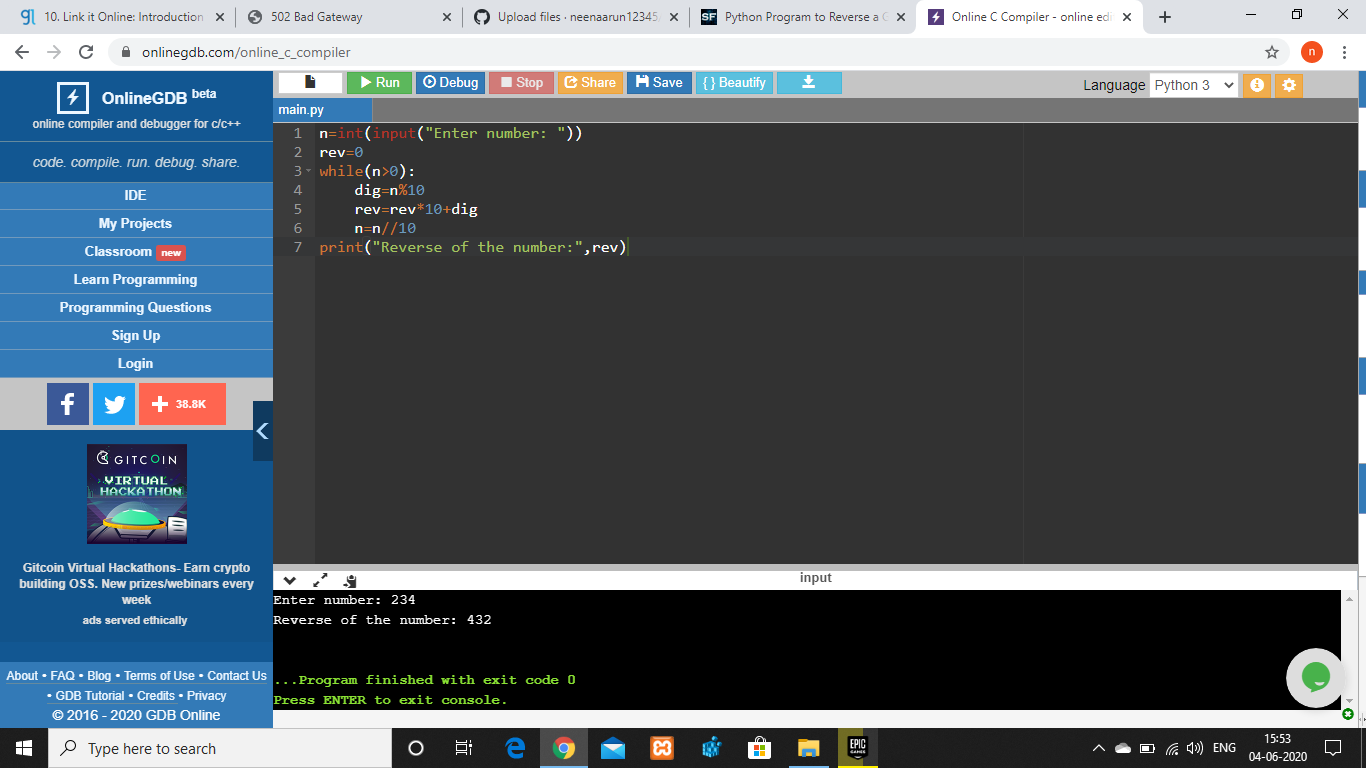 10. Link it Online: Introduction
502 Bad Gateway
Upload files · neenaarun12345
Python Program to Reverse a G
Online C Compiler - online edi
onlinegdb.com/online_c_compiler
n
OnlineGDB beta
online compiler and debugger for c/c++
code. compile. run. debug. share.
IDE
My Projects
Classroom new
Learn Programming
Programming Questions
Sign Up
Login
38.8K
GITCOIN
VIRTUAL
HACKATHON
Gitcoin Virtual Hackathons- Earn crypto
building OSS. New prizes/webinars every
week
ads served ethically
About • FAQ • Blog • Terms of Use • Contact Us
• GDB Tutorial • Credits • Privacy
© 2016 - 2020 GDB Online
Run Debug Stop Share Save { } Beautify
Language Python 3
main.py
1 n=int(input("Enter number: "))
2 rev=0
3 while(n>0):
4     dig=n%10
5     rev=rev*10+dig
6     n=n//10
7 print("Reverse of the number:",rev)
input
Enter number: 234
Reverse of the number: 432
...Program finished with exit code 0
Press ENTER to exit console.
Type here to search
EPIC
GAMES
ENG
15:53
04-06-2020